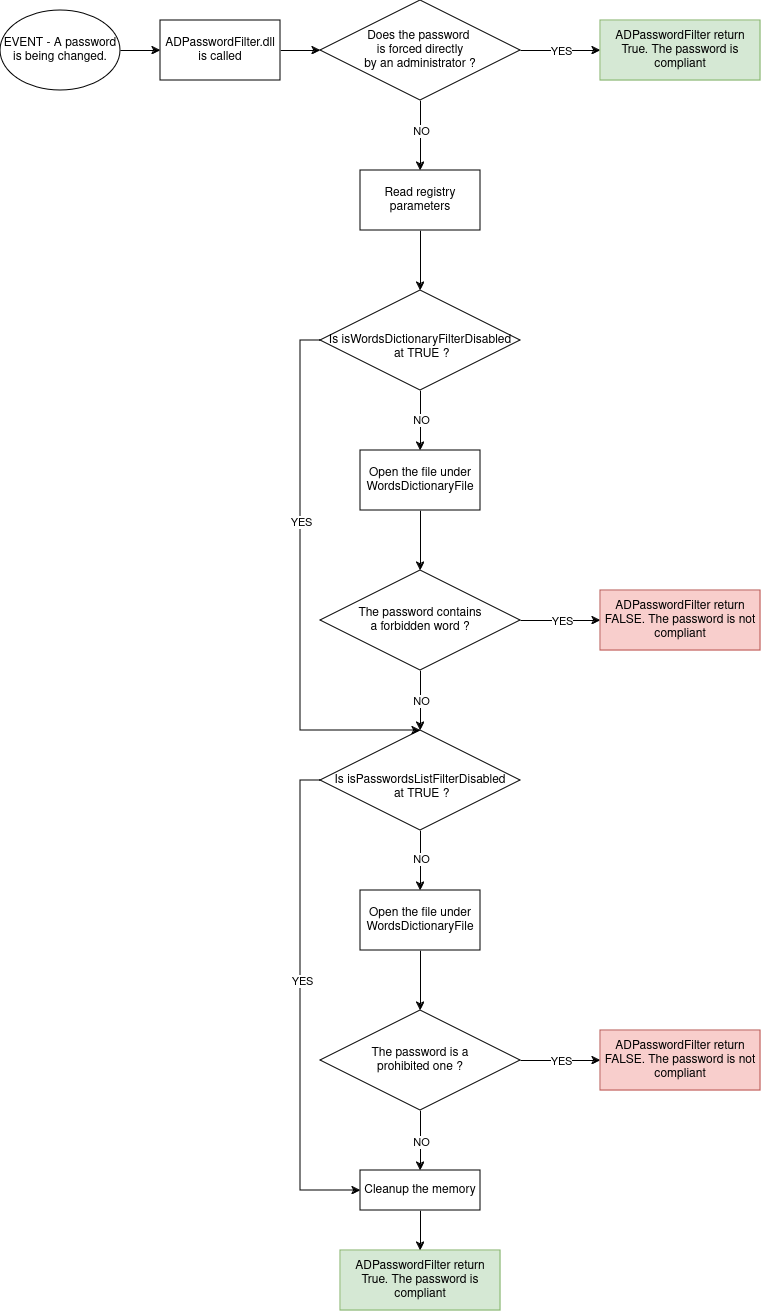 EVENT - A password
is being changed.
ADPasswordFilter.dll
is called
Does the password
is forced directly
by an administrator ?
YES
ADPasswordFilter return
True. The password is
compliant
NO
Read registry
parameters
Is isWordsDictionaryFilterDisabled
at TRUE ?
NO
Open the file under
WordsDictionaryFile
YES
The password contains
a forbidden word ?
YES
ADPasswordFilter return
FALSE. The password is not
compliant
NO
Is isPasswordsListFilterDisabled
at TRUE ?
NO
Open the file under
WordsDictionaryFile
YES
The password is a
prohibited one ?
YES
ADPasswordFilter return
FALSE. The password is not
compliant
NO
Cleanup the memory
ADPasswordFilter return
True. The password is
compliant